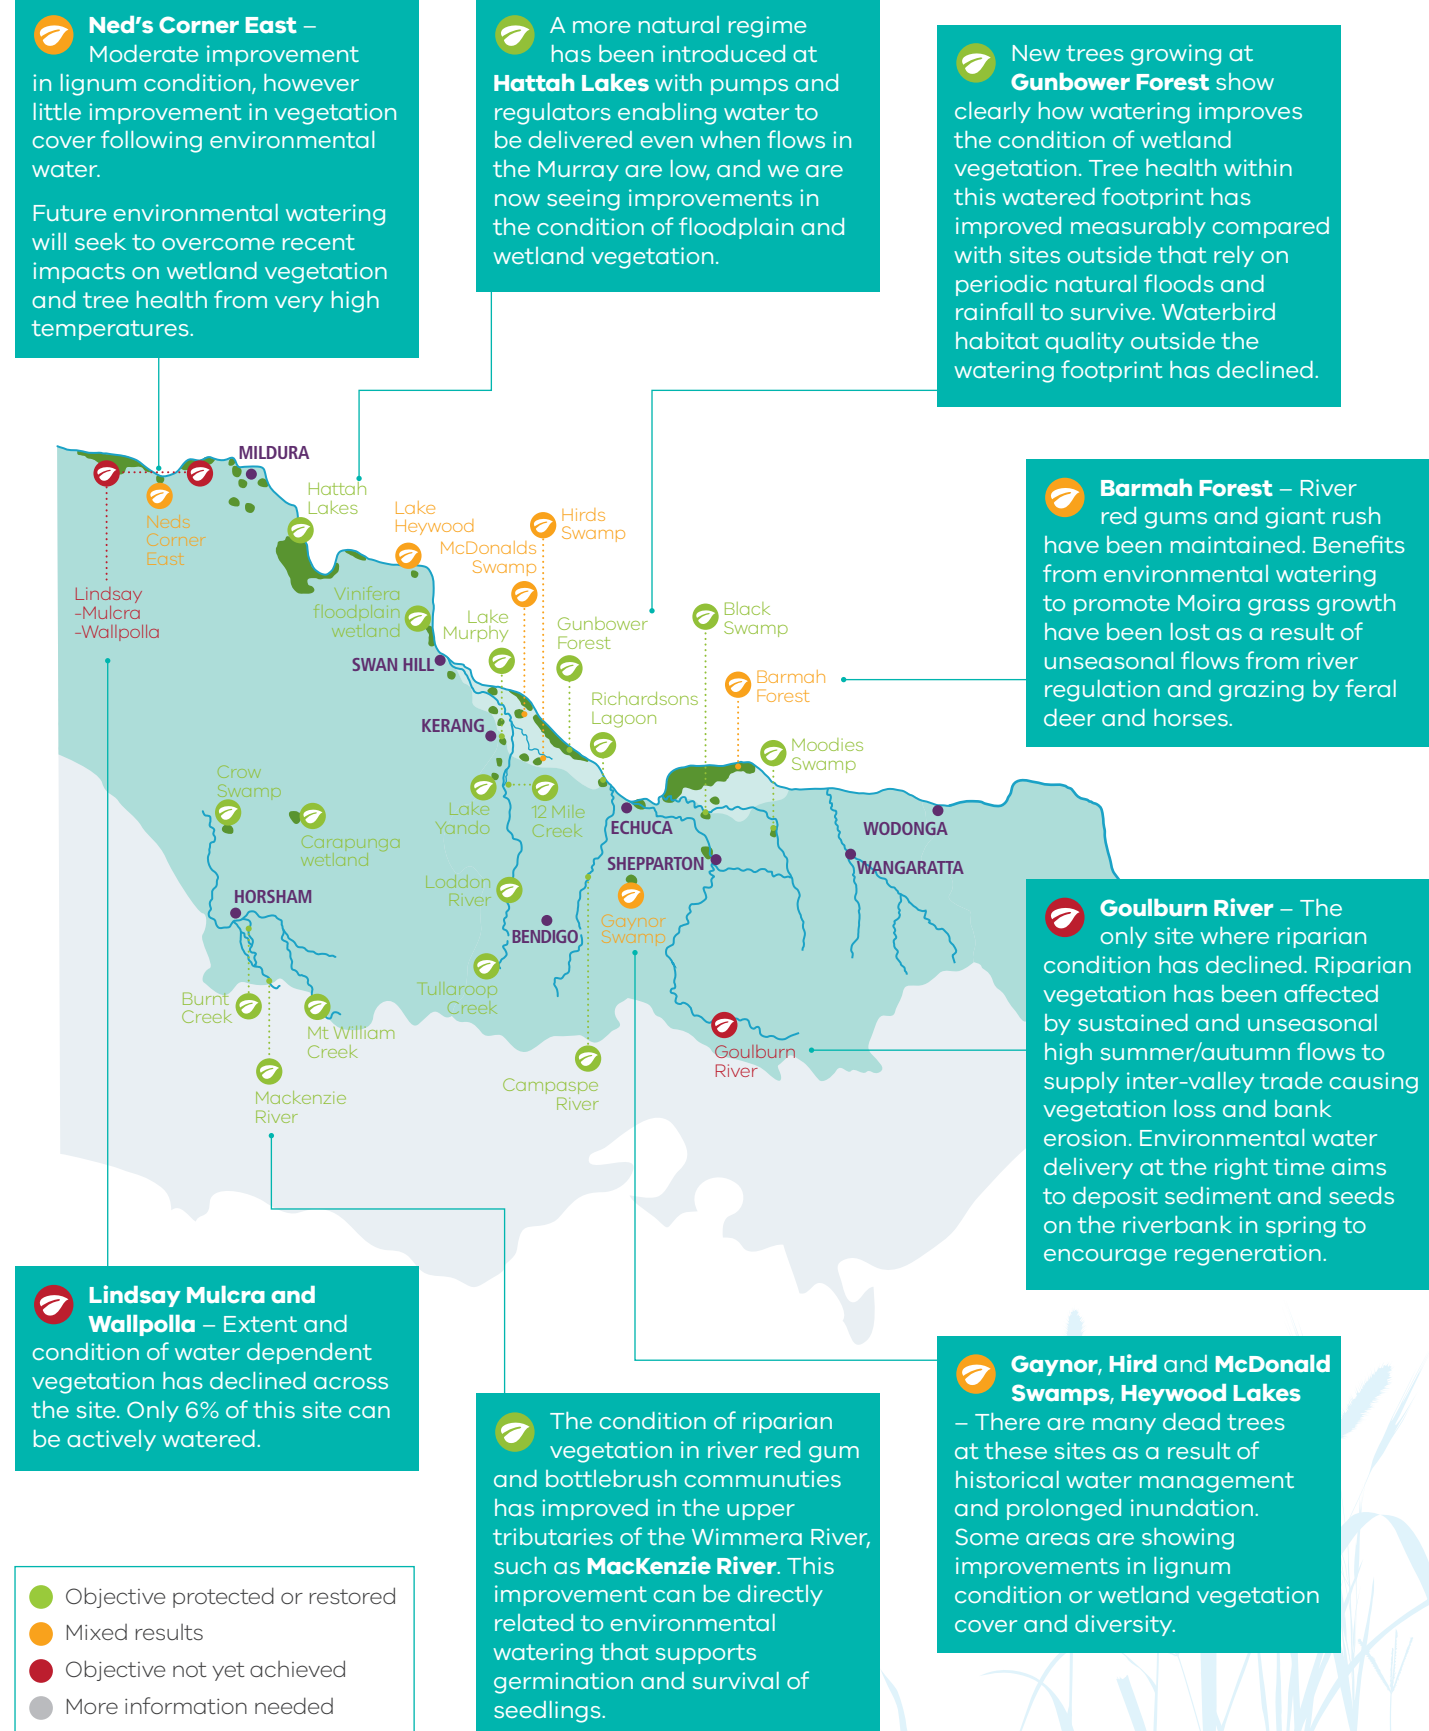 Ned's Corner East –
Moderate improvement
in lignum condition, however
little improvement in vegetation
cover following environmental
water.
Future environmental watering
will seek to overcome recent
impacts on wetland vegetation
and tree health from very high
temperatures.
A more natural regime
has been introduced at
Hattah Lakes with pumps and
regulators enabling water to
be delivered even when flows in
the Murray are low, and we are
now seeing improvements in
the condition of floodplain and
wetland vegetation.
New trees growing at
Gunbower Forest show
clearly how watering improves
the condition of wetland
vegetation. Tree health within
this watered footprint has
improved measurably compared
with sites outside that rely on
periodic natural floods and
rainfall to survive. Waterbird
habitat quality outside the
watering footprint has declined.
MILDURA
Hattah
Lakes
Lake
Heywood
Hirds
Swamp
McDonalds
Swamp
Neds
Corner
East
Lindsay
-Mulcra
-Wallpolla
Vinifera
floodplain
wetland
Lake
Murphy
Gunbower
Forest
Black
Swamp
SWAN HILL
Barmah
Forest
Richardsons
Lagoon
KERANG
Moodies
Swamp
Crow
Swamp
Lake
Yando
12 Mile
Creek
ECHUCA
WODONGA
Carapunga
wetland
SHEPPARTON
WANGARATTA
Loddon
River
HORSHAM
BENDIGO
Gaynor
Swamp
Tullaroop
Creek
Burnt
Creek
Mt William
Creek
Goulburn
River
Mackenzie
River
Campaspe
River
Barmah Forest – River
red gums and giant rush
have been maintained. Benefits
from environmental watering
to promote Moira grass growth
have been lost as a result of
unseasonal flows from river
regulation and grazing by feral
deer and horses.
Goulburn River – The
only site where riparian
condition has declined. Riparian
vegetation has been affected
by sustained and unseasonal
high summer/autumn flows to
supply inter-valley trade causing
vegetation loss and bank
erosion. Environmental water
delivery at the right time aims
to deposit sediment and seeds
on the riverbank in spring to
encourage regeneration.
Lindsay Mulcra and
Wallpolla – Extent and
condition of water dependent
vegetation has declined across
the site. Only 6% of this site can
be actively watered.
The condition of riparian
vegetation in river red gum
and bottlebrush communuties
has improved in the upper
tributaries of the Wimmera River,
such as MacKenzie River. This
improvement can be directly
related to environmental
watering that supports
germination and survival of
seedlings.
Gaynor, Hird and McDonald
Swamps, Heywood Lakes
– There are many dead trees
at these sites as a result of
historical water management
and prolonged inundation.
Some areas are showing
improvements in lignum
condition or wetland vegetation
cover and diversity.
Objective protected or restored
Mixed results
Objective not yet achieved
More information needed